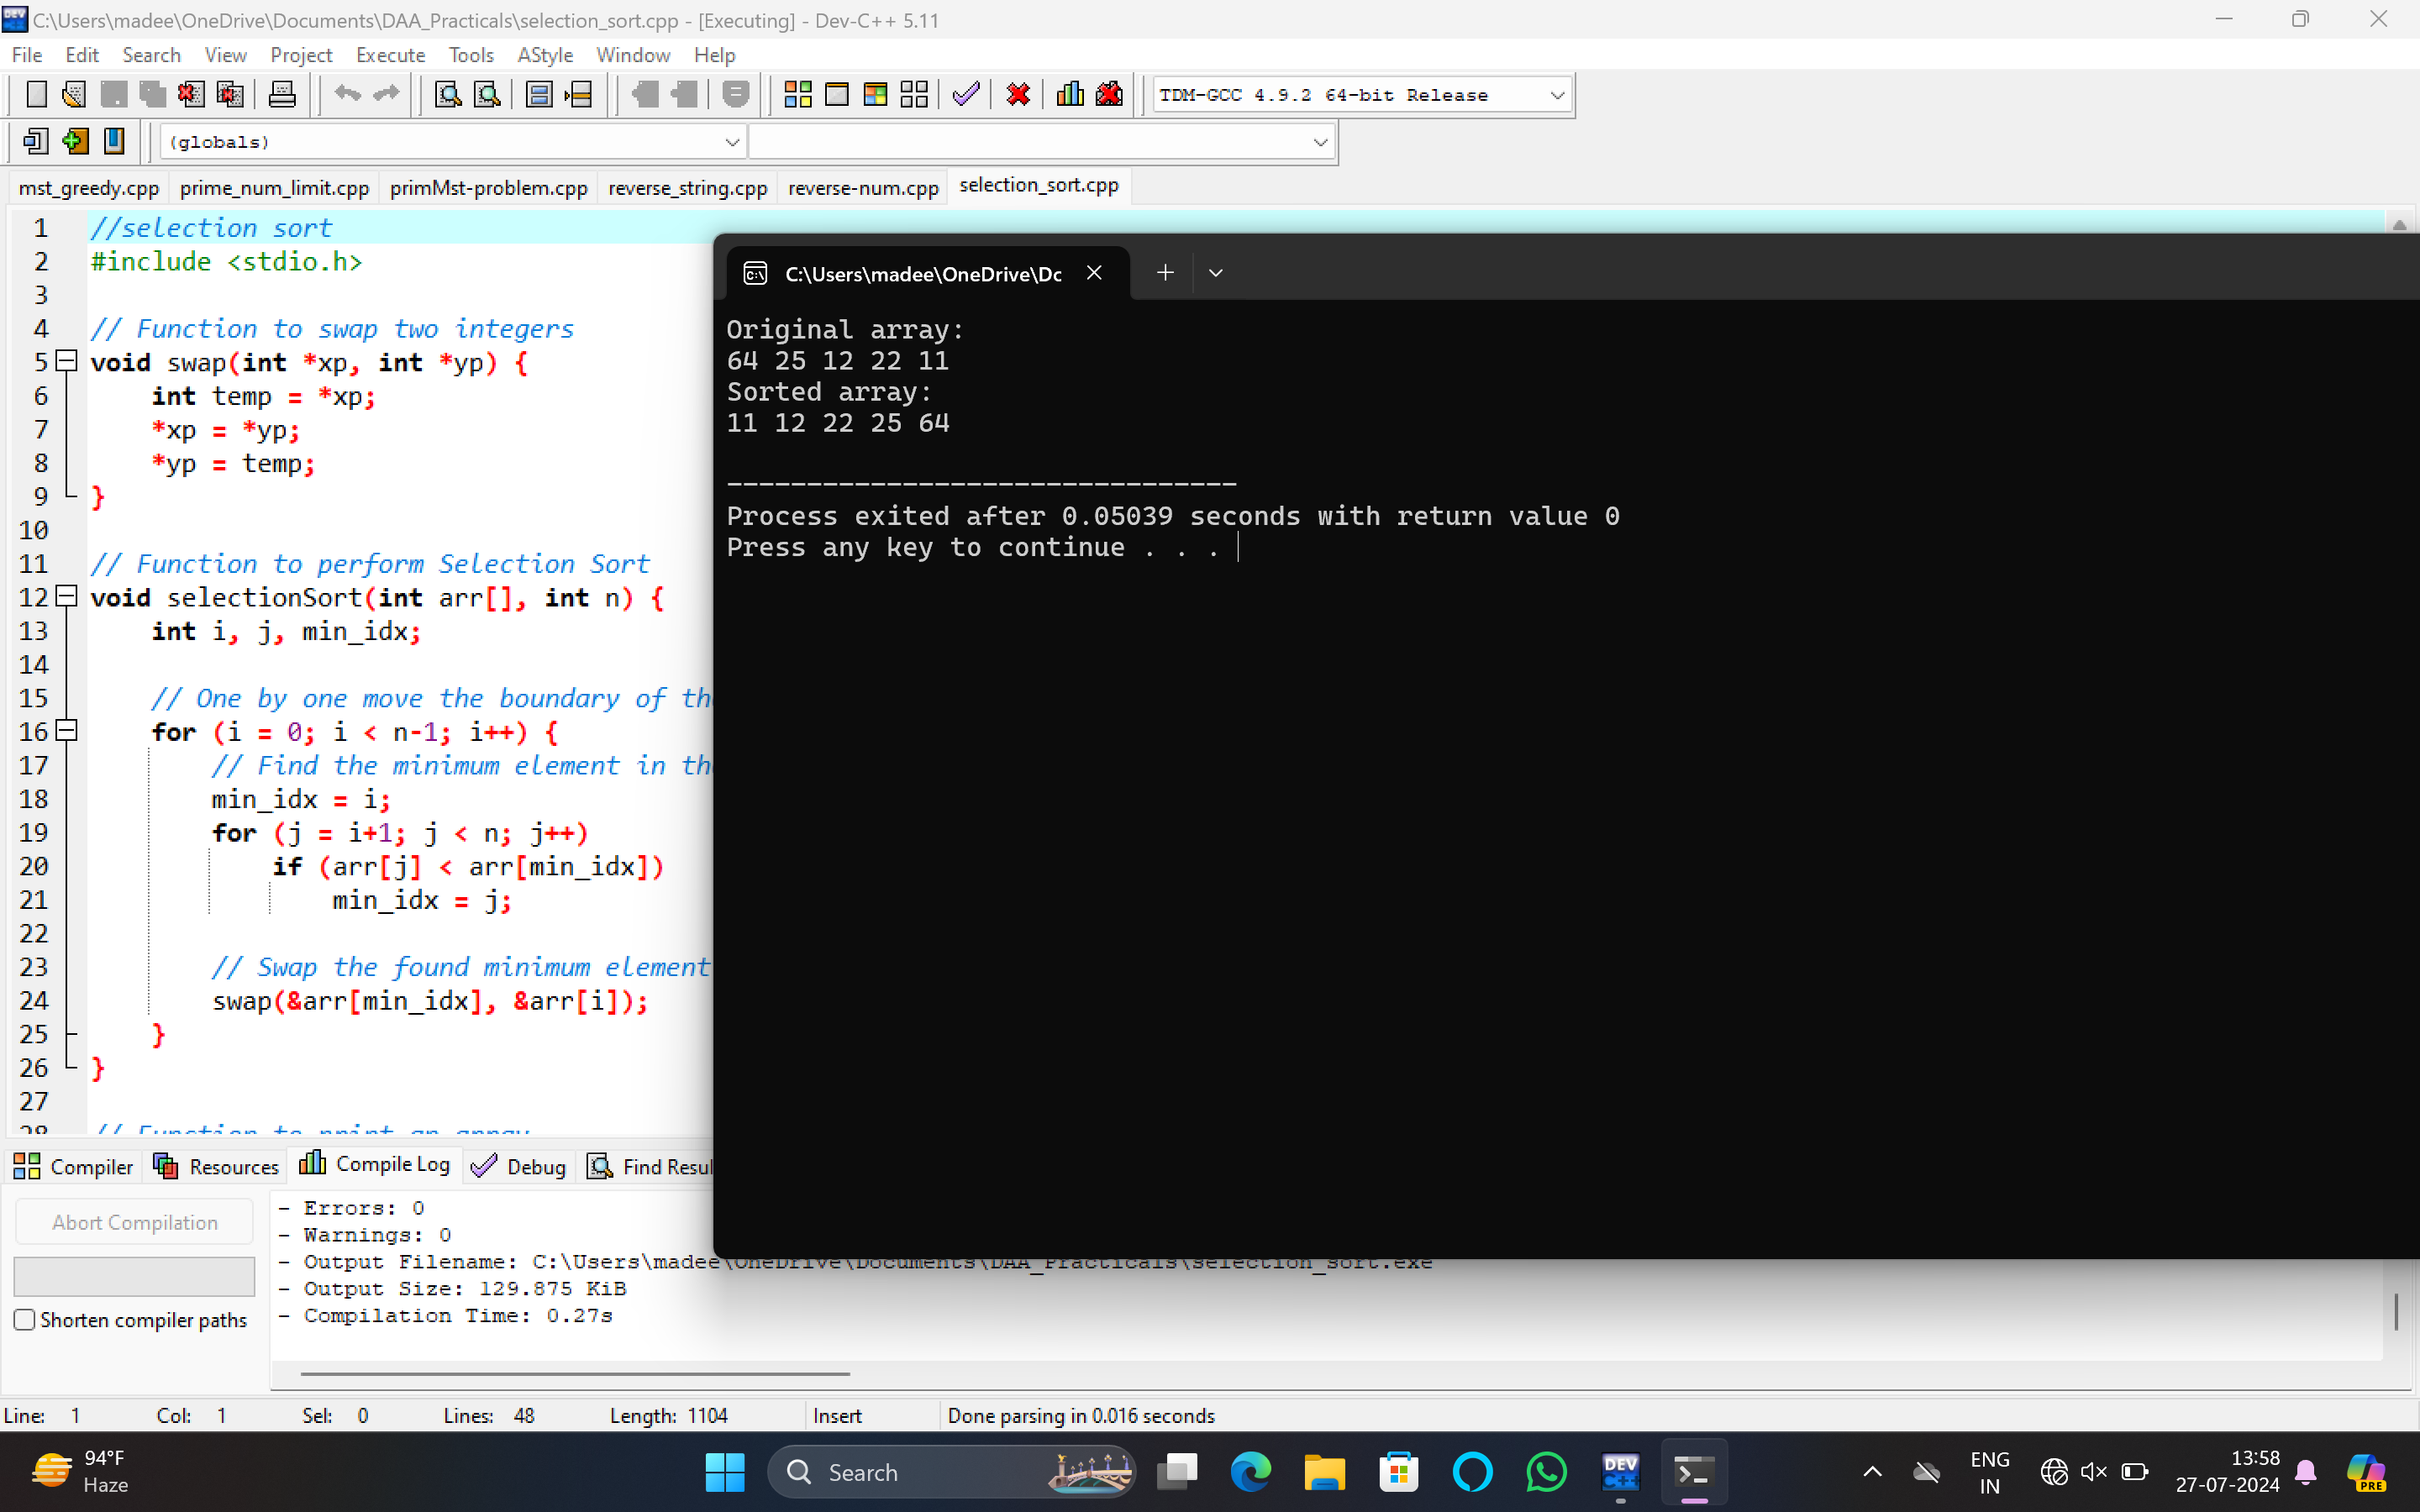 C:\Users\madee\OneDrive\Documents\DAA_Practicals\selection_sort.cpp - [Executing] - Dev-C++ 5.11
File Edit Search View Project Execute Tools AStyle Window Help
TDM-GCC 4.9.2 64-bit Release
(globals)
mst_greedy.cpp prime_num_limit.cpp primMst-problem.cpp reverse_string.cpp reverse-num.cpp selection_sort.cpp
1 //selection sort
2 #include <stdio.h>
3
4 // Function to swap two integers
5 void swap(int *xp, int *yp) {
6 int temp = *xp;
7 *xp = *yp;
8 *yp = temp;
9 }
10
11 // Function to perform Selection Sort
12 void selectionSort(int arr[], int n) {
13 int i, j, min_idx;
14
15 // One by one move the boundary of th
16 for (i = 0; i < n-1; i++) {
17 // Find the minimum element in th
18 min_idx = i;
19 for (j = i+1; j < n; j++)
20 if (arr[j] < arr[min_idx])
21 min_idx = j;
22
23 // Swap the found minimum element
24 swap(&arr[min_idx], &arr[i]);
25 }
26 }
27
28 // Function to print an array
C:\Users\madee\OneDrive\Dc
Original array:
64 25 12 22 11
Sorted array:
11 12 22 25 64
--------------------------------
Process exited after 0.05039 seconds with return value 0
Press any key to continue . . .
Compiler Resources Compile Log Debug Find Resul
Abort Compilation
Shorten compiler paths
- Errors: 0
- Warnings: 0
- Output Filename: C:\Users\madee\OneDrive\Documents\DAA_Practicals\selection_sort.exe
- Output Size: 129.875 KiB
- Compilation Time: 0.27s
Line: 1 Col: 1 Sel: 0 Lines: 48 Length: 1104 Insert Done parsing in 0.016 seconds
94°F
Haze
Search
DEV
C++
ENG
IN
13:58
27-07-2024
PRE